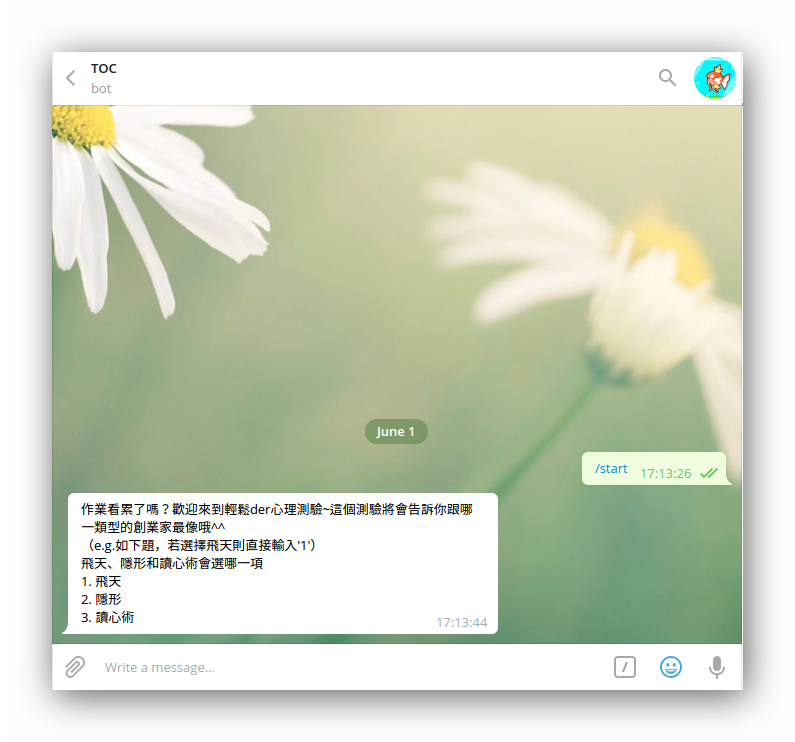 TOC
bot
June 1
/start
17:13:26
作業看累了嗎？歡迎來到輕鬆der心理測驗~這個測驗將會告訴你跟哪
一類型的創業家最像哦^^
（e.g.如下題，若選擇飛天則直接輸入'1'）
飛天、隱形和讀心術會選哪一項
1. 飛天
2. 隱形
3. 讀心術
17:13:44
Write a message...